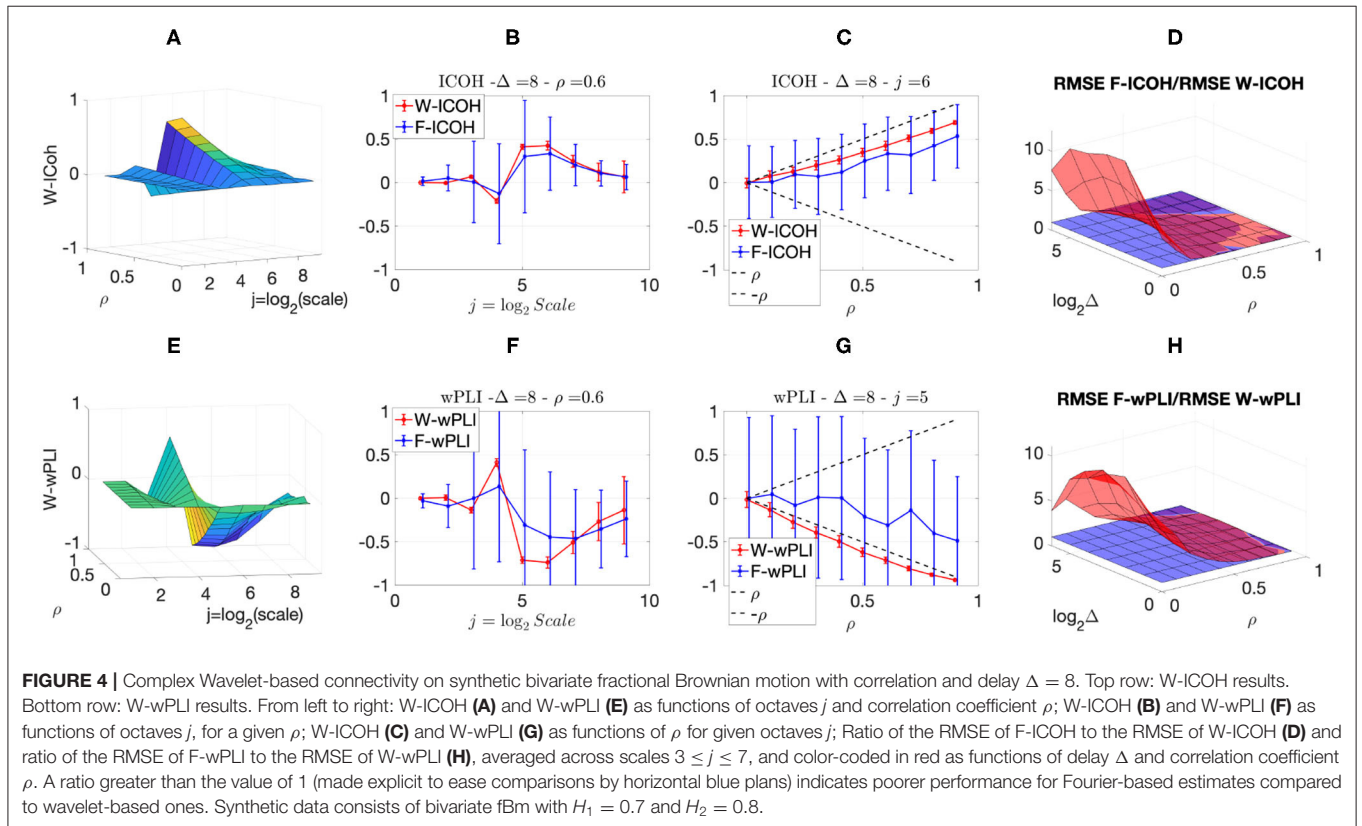 A
B
C
D
ICOH -Δ =8 - ρ =0.6
ICOH -Δ =8 - j =6
RMSE F-ICOH/RMSE W-ICOH
1
0
-1
W-ICoh
1
0.5
0
ρ
2
4
6
8
j=log2(scale)
1
0.5
0
-0.5
-1
W-ICOH
F-ICOH
0
5
10
j = log2 Scale
1
0.5
0
-0.5
-1
W-ICOH
F-ICOH
ρ
-ρ
0.5
1
ρ
10
5
0
5
0
log2Δ
0
0.5
1
ρ
E
F
G
H
wPLI -Δ =8 - ρ =0.6
wPLI -Δ =8 - j =5
RMSE F-wPLI/RMSE W-wPLI
1
0
-1
W-wPLI
0
0.5
1
ρ
2
4
6
8
j=log2(scale)
1
0.5
0
-0.5
-1
W-wPLI
F-wPLI
0
5
10
j = log2 Scale
1
0.5
0
-0.5
-1
W-wPLI
F-wPLI
ρ
-ρ
0.5
1
ρ
10
5
0
5
0
log2Δ
0
0.5
1
ρ
FIGURE 4 | Complex Wavelet-based connectivity on synthetic bivariate fractional Brownian motion with correlation and delay Δ = 8. Top row: W-ICOH results.
Bottom row: W-wPLI results. From left to right: W-ICOH (A) and W-wPLI (E) as functions of octaves j and correlation coefficient ρ; W-ICOH (B) and W-wPLI (F) as
functions of octaves j, for a given ρ; W-ICOH (C) and W-wPLI (G) as functions of ρ for given octaves j; Ratio of the RMSE of F-ICOH to the RMSE of W-ICOH (D) and
ratio of the RMSE of F-wPLI to the RMSE of W-wPLI (H), averaged across scales 3 ≤ j ≤ 7, and color-coded in red as functions of delay Δ and correlation coefficient
ρ. A ratio greater than the value of 1 (made explicit to ease comparisons by horizontal blue plans) indicates poorer performance for Fourier-based estimates compared
to wavelet-based ones. Synthetic data consists of bivariate fBm with H1 = 0.7 and H2 = 0.8.